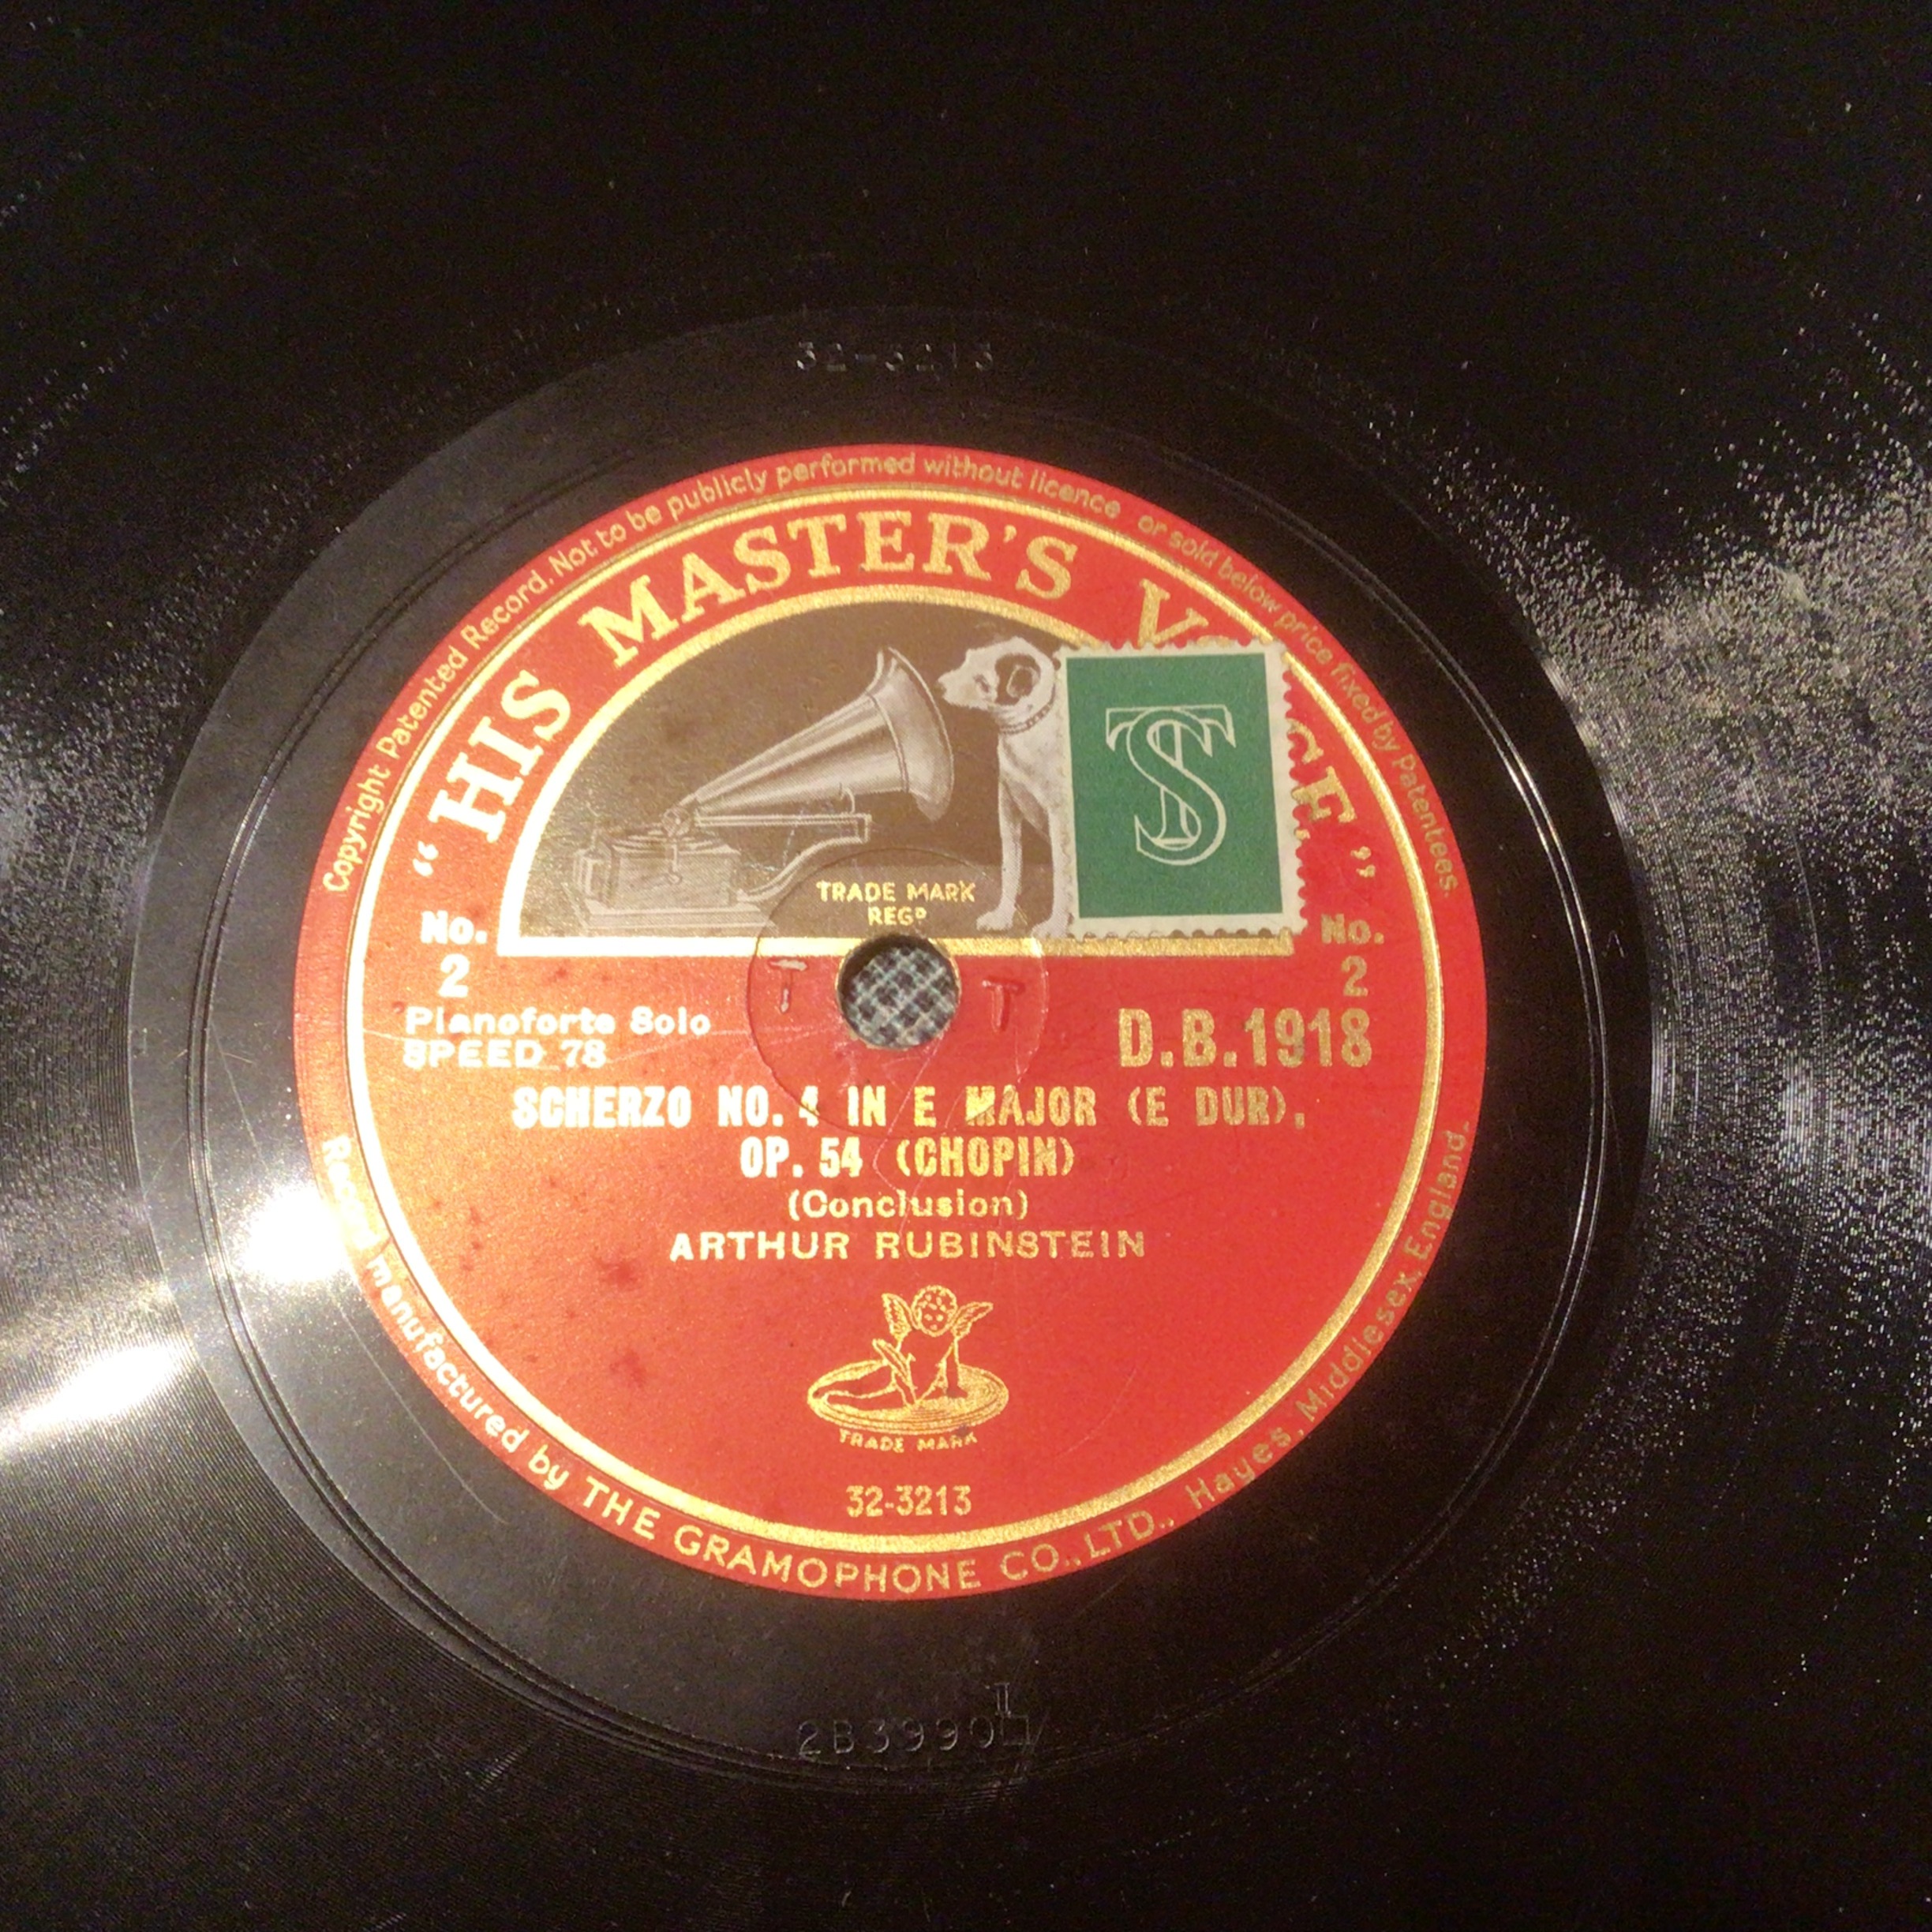 32-3213
Copyright Patented Record. Not to be publicly performed without licence or sold below price fixed by Patentees.
“HIS MASTER'S V CE”
TS
TRADE MARK
REGD
No.
2
No.
2
T T
Pianoforte Solo
SPEED 78
D.B.1918
SCHERZO NO. 4 IN E MAJOR (E DUR),
OP. 54 (CHOPIN)
(Conclusion)
ARTHUR RUBINSTEIN
TRADE MARK
32-3213
Record manufactured by THE GRAMOPHONE CO., LTD., Hayes, Middlesex, England.
2B3990 I